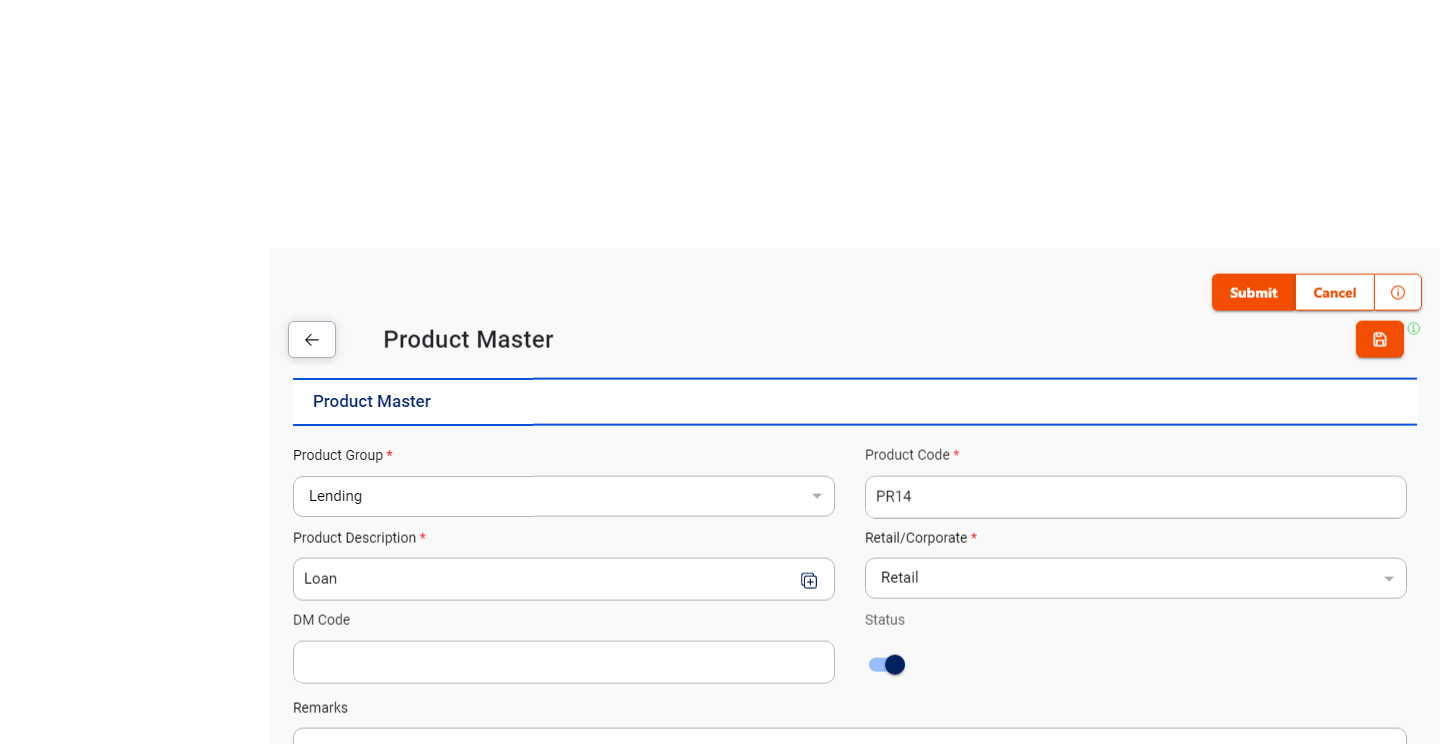 Submit Cancel
Product Master
Product Master
Product Group * Product Code *
Lending PR14
Product Description * Retail/Corporate *
Loan Retail
DM Code Status
Remarks